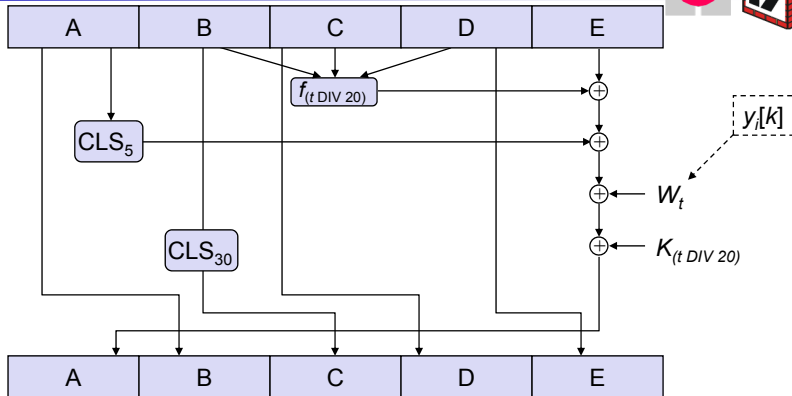 A B C D E
f(t DIV 20)
yᵢ[k]
CLS₅
Wₜ
CLS₃₀
K(t DIV 20)
A B C D E